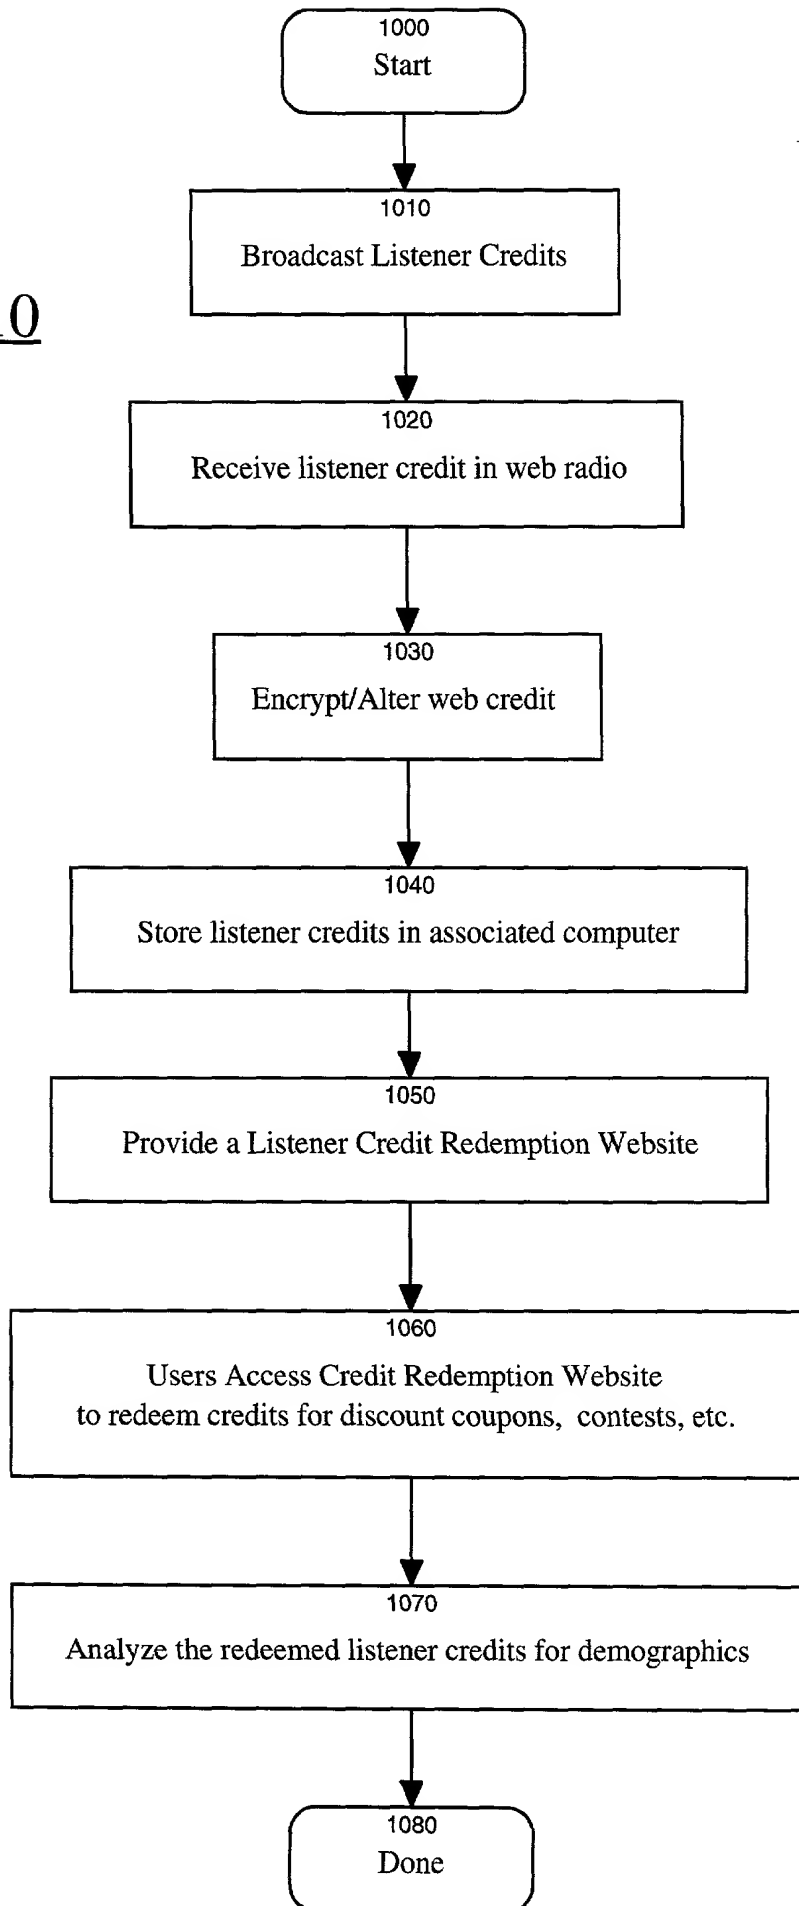 1000
Start
1010
Broadcast Listener Credits
.0
1020
Receive listener credit in web radio
1030
Encrypt/Alter web credit
1040
Store listener credits in associated computer
1050
Provide a Listener Credit Redemption Website
1060
Users Access Credit Redemption Website
to redeem credits for discount coupons, contests, etc.
1070
Analyze the redeemed listener credits for demographics
1080
Done